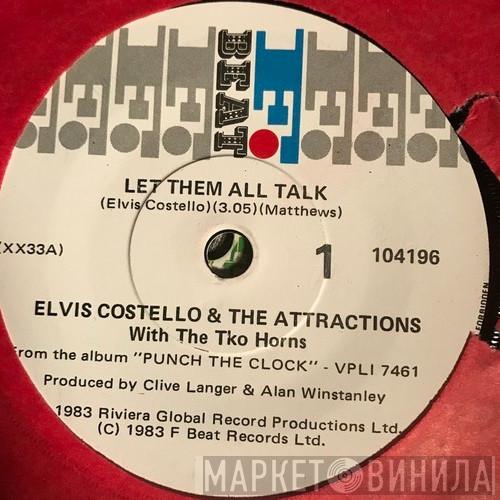 F.
BEAT
LET THEM ALL TALK
(Elvis Costello)(3.05)(Matthews)
(XX33A)
1
104196
ELVIS COSTELLO & THE ATTRACTIONS
With The Tko Horns
From the album "PUNCH THE CLOCK" - VPLI 7461
Produced by Clive Langer & Alan Winstanley
1983 Riviera Global Record Productions Ltd.
(C) 1983 F Beat Records Ltd.
FORBIDDEN
МАРКЕТ ВИНИЛА